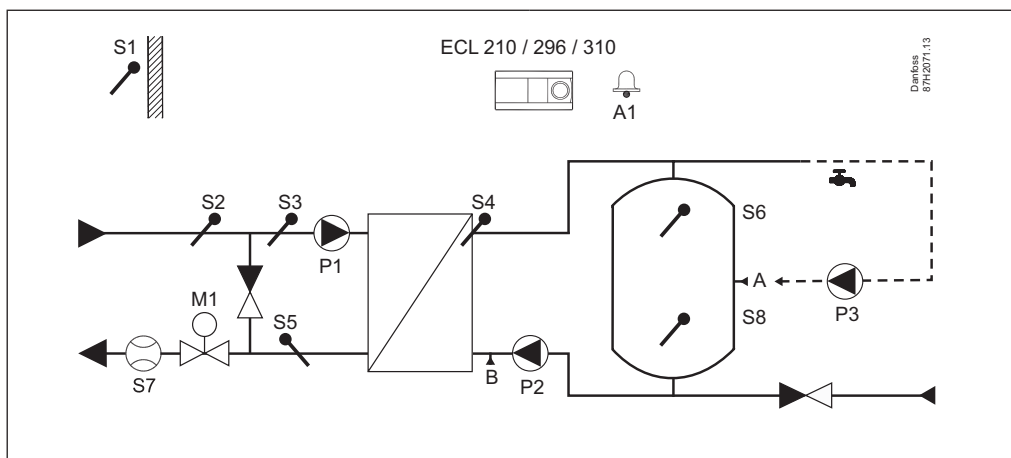 S1
ECL 210 / 296 / 310
Danfoss
87H2071.13
A1
S2
S3
S4
S6
P1
A
M1
S5
S8
P3
S7
B
P2